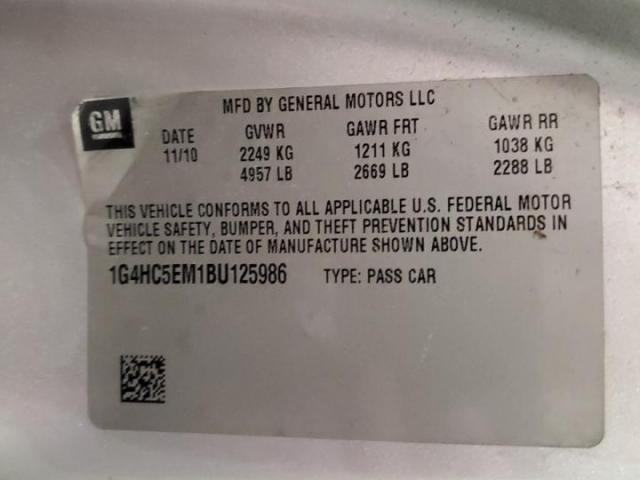 GM
MFD BY GENERAL MOTORS LLC
DATE GVWR GAWR FRT GAWR RR
11/10 2249 KG 1211 KG 1038 KG
4957 LB 2669 LB 2288 LB
THIS VEHICLE CONFORMS TO ALL APPLICABLE U.S. FEDERAL MOTOR
VEHICLE SAFETY, BUMPER, AND THEFT PREVENTION STANDARDS IN
EFFECT ON THE DATE OF MANUFACTURE SHOWN ABOVE.
1G4HC5EM1BU125986 TYPE: PASS CAR